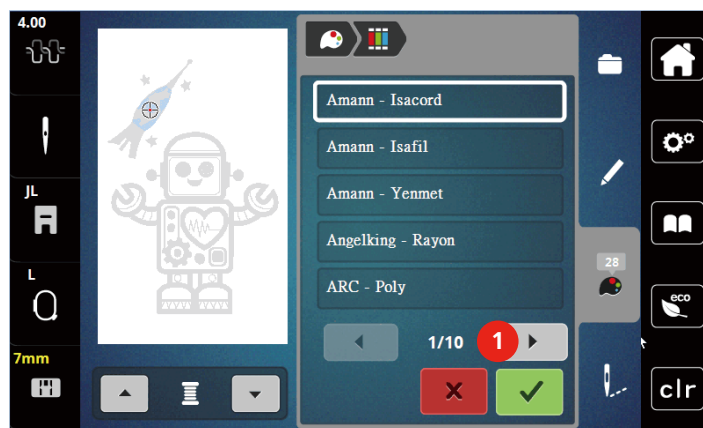 4.00
JL
L
7mm
Amann - Isacord
Amann - Isafil
Amann - Yenmet
Angelking - Rayon
ARC - Poly
1/10
1
28
eco
clr